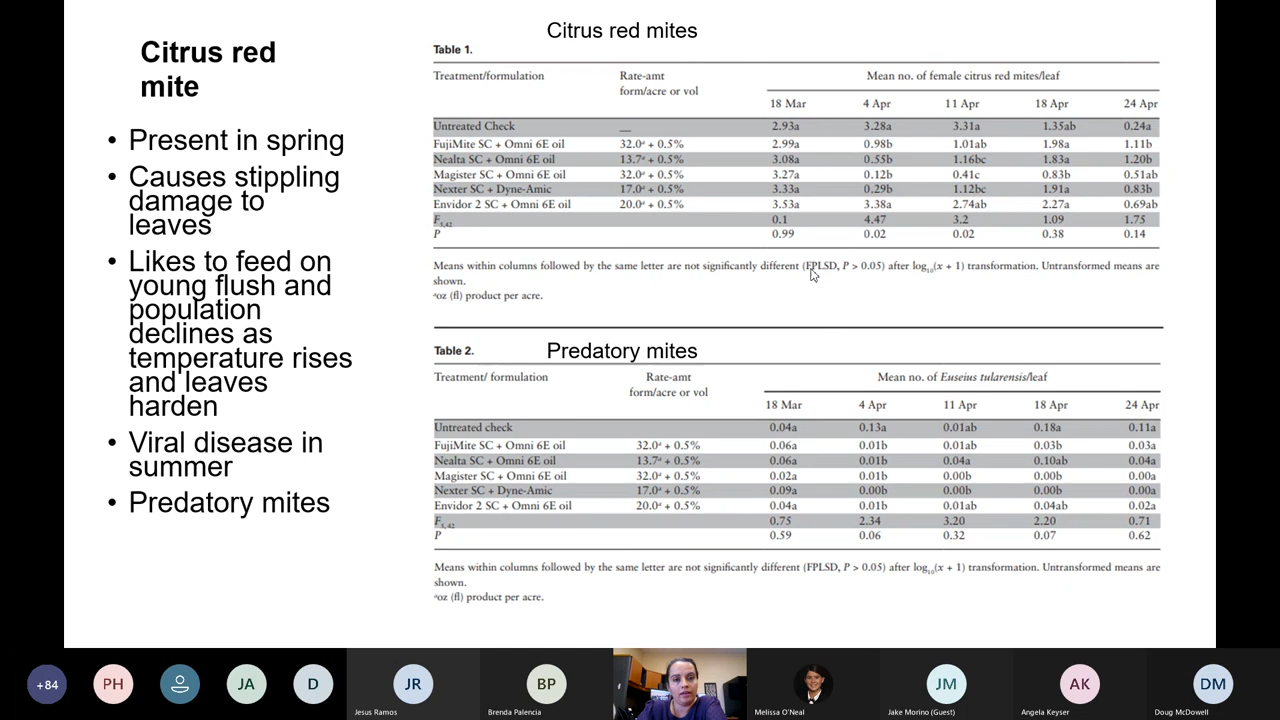 Citrus red
mite
• Present in spring
• Causes stippling
damage to
leaves
• Likes to feed on
young flush and
population
declines as
temperature rises
and leaves
harden
• Viral disease in
summer
• Predatory mites
Citrus red mites
Table 1.
Treatment/formulation Rate-amt form/acre or vol Mean no. of female citrus red mites/leaf
18 Mar 4 Apr 11 Apr 18 Apr 24 Apr
Untreated Check — 2.93a 3.28a 3.31a 1.35ab 0.24a
FujiMite SC + Omni 6E oil 32.0ᵃ + 0.5% 2.99a 0.98b 1.01ab 1.98a 1.11b
Nealta SC + Omni 6E oil 13.7ᵃ + 0.5% 3.08a 0.55b 1.16bc 1.83a 1.20b
Magister SC + Omni 6E oil 32.0ᵃ + 0.5% 3.27a 0.12b 0.41c 0.83b 0.51ab
Nexter SC + Dyne-Amic 17.0ᵃ + 0.5% 3.33a 0.29b 1.12bc 1.91a 0.83b
Envidor 2 SC + Omni 6E oil 20.0ᵃ + 0.5% 3.53a 3.38a 2.74ab 2.27a 0.69ab
F5,42 0.1 4.47 3.2 1.09 1.75
P 0.99 0.02 0.02 0.38 0.14
Means within columns followed by the same letter are not significantly different (FPLSD, P > 0.05) after log₁₀(x + 1) transformation. Untransformed means are
shown.
ᵃoz (fl) product per acre.
Table 2.
Predatory mites
Treatment/ formulation Rate-amt form/acre or vol Mean no. of Euseius tularensis/leaf
18 Mar 4 Apr 11 Apr 18 Apr 24 Apr
Untreated check 0.04a 0.13a 0.01ab 0.18a 0.11a
FujiMite SC + Omni 6E oil 32.0ᵃ + 0.5% 0.06a 0.01b 0.01ab 0.03b 0.03a
Nealta SC + Omni 6E oil 13.7ᵃ + 0.5% 0.06a 0.01b 0.04a 0.10ab 0.04a
Magister SC + Omni 6E oil 32.0ᵃ + 0.5% 0.02a 0.01b 0.00b 0.00b 0.00a
Nexter SC + Dyne-Amic 17.0ᵃ + 0.5% 0.09a 0.00b 0.00b 0.00b 0.00a
Envidor 2 SC + Omni 6E oil 20.0ᵃ + 0.5% 0.04a 0.01b 0.01ab 0.04ab 0.02a
F5, 42 0.75 2.34 3.20 2.20 0.71
P 0.59 0.06 0.32 0.07 0.62
Means within columns followed by the same letter are not significantly different (FPLSD, P > 0.05) after log₁₀(x + 1) transformation. Untransformed means are
shown.
ᵃoz (fl) product per acre.
+84 PH JA D JR BP JM AK DM
Jesus Ramos Brenda Palencia Melissa O'Neal Jake Morino (Guest) Angela Keyser Doug McDowell